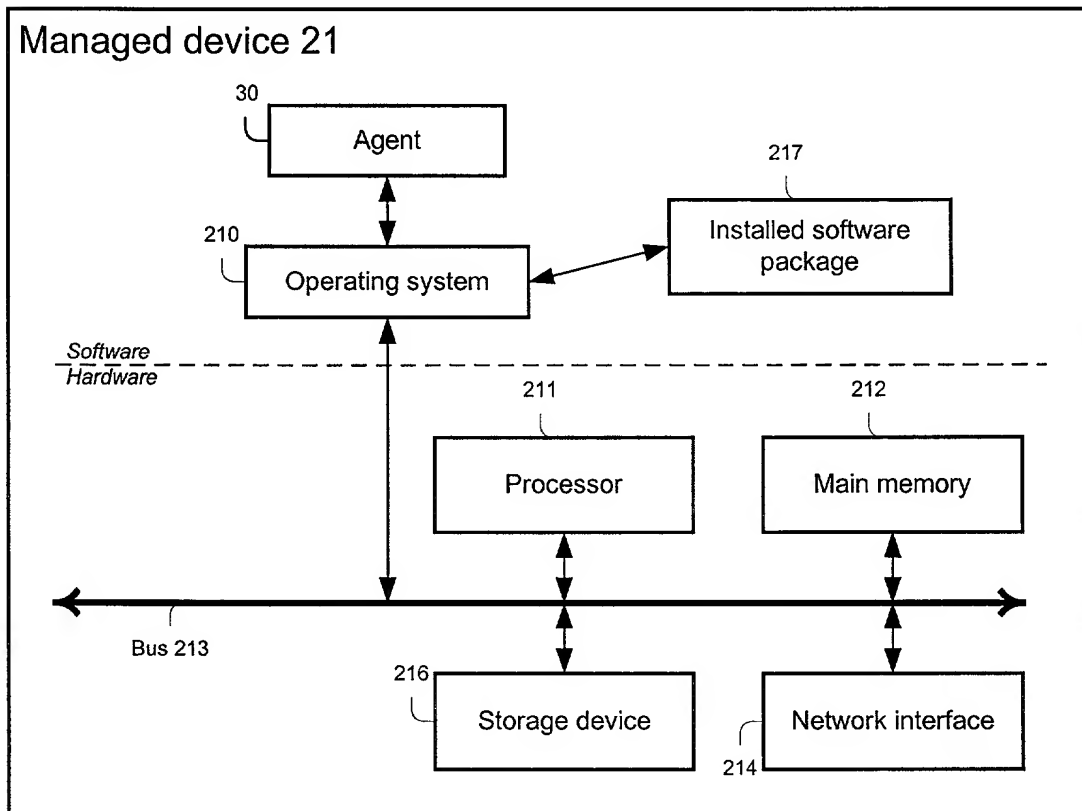 Managed device 21
30
Agent
217
Installed software
package
210
Operating system
Software
Hardware
211
212
Processor
Main memory
Bus 213
216
Storage device
Network interface
214